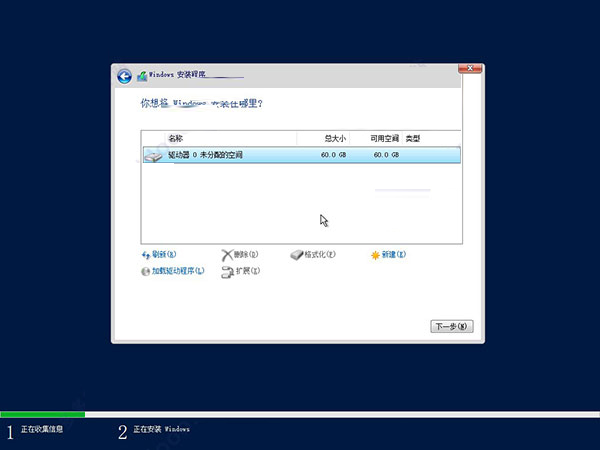 Windows 安装程序
你想将 Windows 安装在哪里?
名称 总大小 可用空间 类型
驱动器 0 未分配的空间 60.0 GB 60.0 GB
刷新(R) 删除(D) 格式化(F) 新建(E)
加载驱动程序(L) 扩展(X)
下一步(N)
1 正在收集信息 2 正在安装 Windows